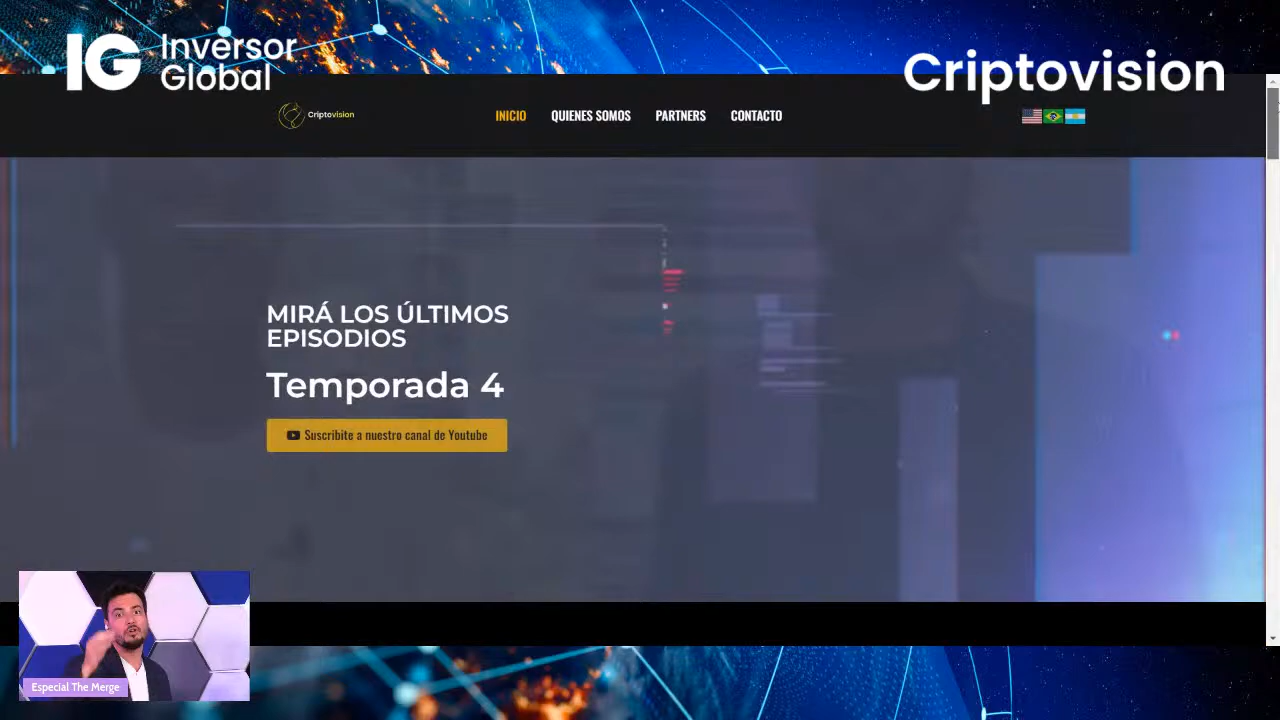 IG Inversor
Global
Criptovision
Criptovision
INICIO QUIENES SOMOS PARTNERS CONTACTO
MIRÁ LOS ÚLTIMOS
EPISODIOS
Temporada 4
Suscribite a nuestro canal de Youtube
Especial The Merge